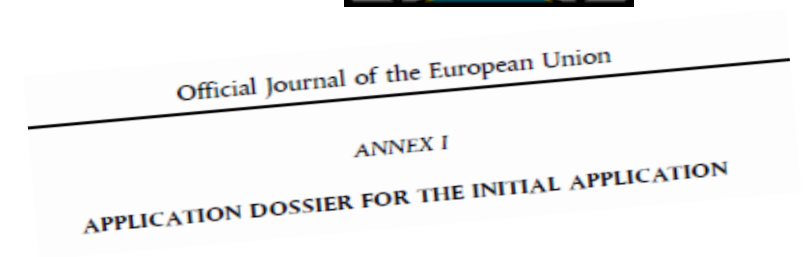 Official Journal of the European Union
ANNEX I
APPLICATION DOSSIER FOR THE INITIAL APPLICATION